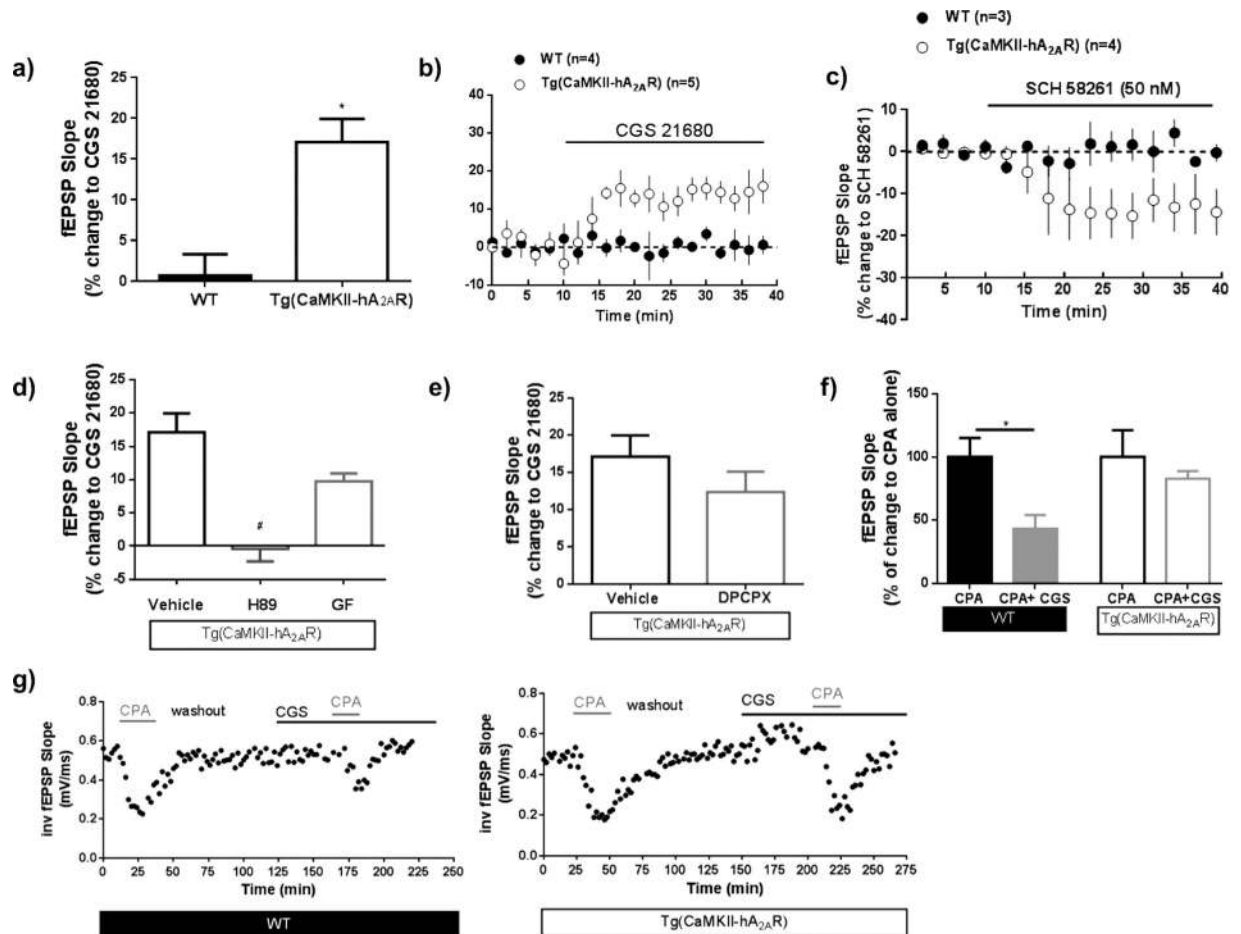 a)
fEPSP Slope
(% change to CGS 21680)
25
20
15
10
5
0
*
WT
Tg(CaMKII-hA2AR)
b)
WT (n=4)
Tg(CaMKII-hA2AR) (n=5)
CGS 21680
fEPSP Slope
(% change to CGS 21680)
40
30
20
10
0
-10
0 5 10 15 20 25 30 35 40
Time (min)
WT (n=3)
Tg(CaMKII-hA2AR) (n=4)
c)
SCH 58261 (50 nM)
fEPSP Slope
(% change to SCH 58261)
10
0
-10
-20
-30
-40
0 5 10 15 20 25 30 35 40
Time (min)
d)
fEPSP Slope
(% change to CGS 21680)
25
20
15
10
5
0
-5
#
Vehicle H89 GF
Tg(CaMKII-hA2AR)
e)
fEPSP Slope
(% change to CGS 21680)
25
20
15
10
5
0
Vehicle DPCPX
Tg(CaMKII-hA2AR)
f)
fEPSP Slope
(% of change to CPA alone)
100
50
0
*
CPA CPA+ CGS CPA CPA+CGS
WT Tg(CaMKII-hA2AR)
g)
CPA washout CGS CPA
inv fEPSP Slope
(mV/ms)
0.8
0.6
0.4
0.2
0.0
0 25 50 75 100 125 150 175 200 225 250
Time (min)
WT
CPA washout CGS CPA
inv fEPSP Slope
(mV/ms)
0.8
0.6
0.4
0.2
0.0
0 25 50 75 100 125 150 175 200 225 250 275
Time (min)
Tg(CaMKII-hA2AR)